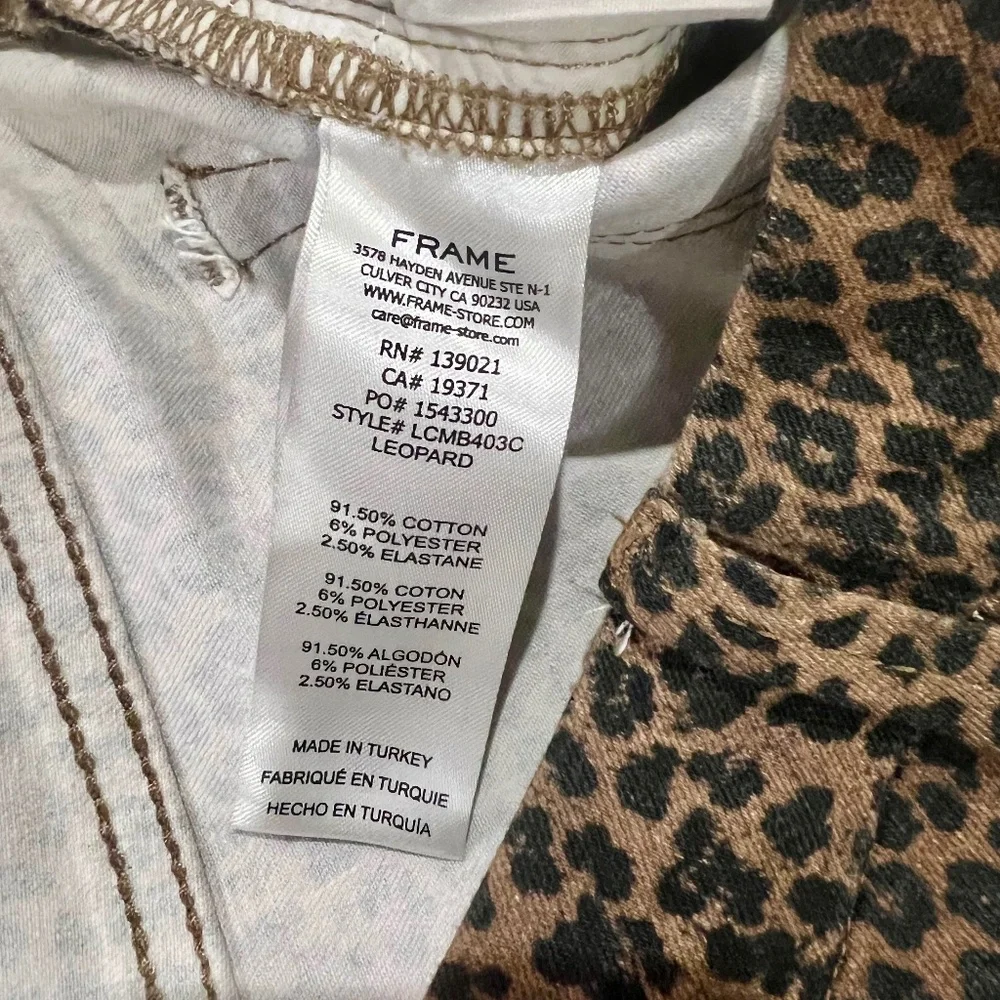 FRAME
3578 HAYDEN AVENUE STE N-1
CULVER CITY CA 90232 USA
WWW.FRAME-STORE.COM
care@frame-store.com
RN# 139021
CA# 19371
PO# 1543300
STYLE# LCMB403C
LEOPARD
91.50% COTTON
6% POLYESTER
2.50% ELASTANE
91.50% COTON
6% POLYESTER
2.50% ÉLASTHANNE
91.50% ALGODÓN
6% POLIÉSTER
2.50% ELASTANO
MADE IN TURKEY
FABRIQUÉ EN TURQUIE
HECHO EN TURQUÍA